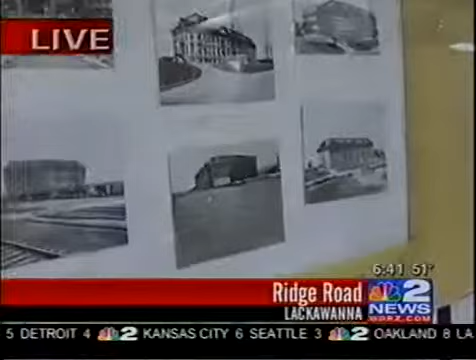 LIVE
6:41 51°
Ridge Road
LACKAWANNA
2
NEWS
WGRZ.COM
5 DETROIT 4 2 KANSAS CITY 6 SEATTLE 3 2 OAKLAND 8 LA